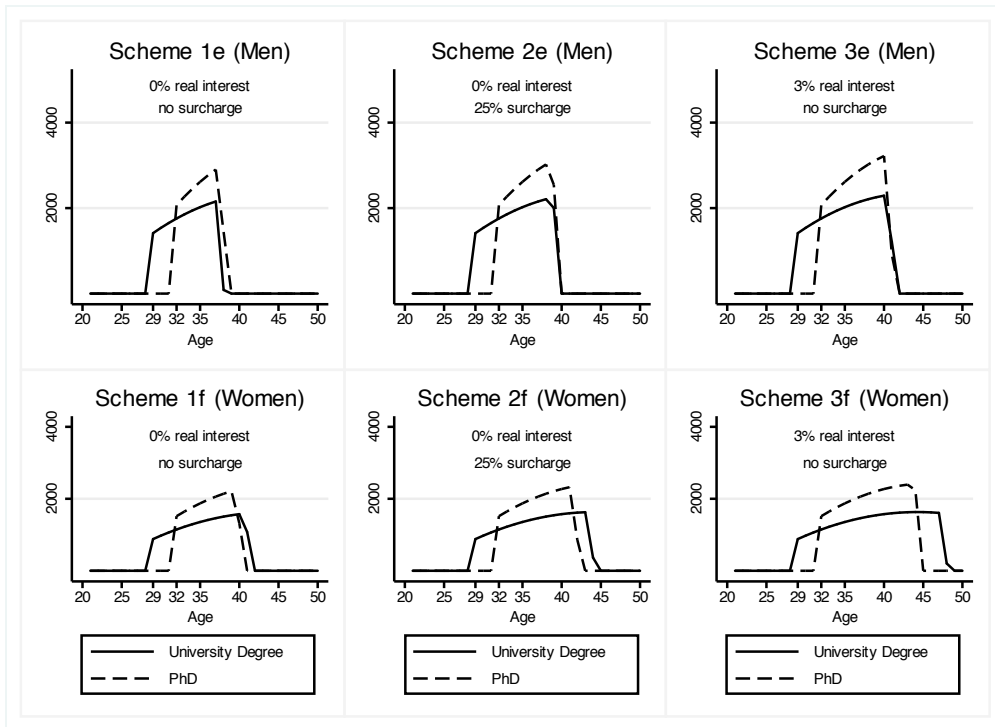 Scheme 1e (Men)
0% real interest
no surcharge
4000
2000
20 25 29 32 35 40 45 50
Age
Scheme 2e (Men)
0% real interest
25% surcharge
4000
2000
20 25 29 32 35 40 45 50
Age
Scheme 3e (Men)
3% real interest
no surcharge
4000
2000
20 25 29 32 35 40 45 50
Age
Scheme 1f (Women)
0% real interest
no surcharge
4000
2000
20 25 29 32 35 40 45 50
Age
University Degree
PhD
Scheme 2f (Women)
0% real interest
25% surcharge
4000
2000
20 25 29 32 35 40 45 50
Age
University Degree
PhD
Scheme 3f (Women)
3% real interest
no surcharge
4000
2000
20 25 29 32 35 40 45 50
Age
University Degree
PhD